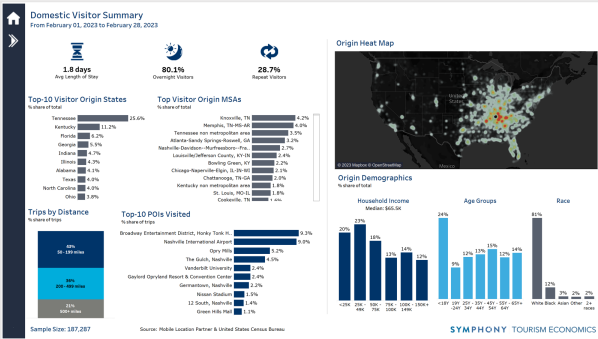 Domestic Visitor Summary
From February 01, 2023 to February 28, 2023
1.8 days
Avg Length of Stay
80.1%
Overnight Visitors
28.7%
Repeat Visitors
Top-10 Visitor Origin States
% share of total
Tennessee 25.6%
Kentucky 11.2%
Florida 6.2%
Georgia 5.5%
Indiana 4.7%
Illinois 4.3%
Alabama 4.1%
Texas 4.0%
North Carolina 4.0%
Ohio 3.8%
Top Visitor Origin MSAs
% share of total
Knoxville, TN 4.2%
Memphis, TN-MS-AR 4.0%
Tennessee non metropolitan area 3.5%
Atlanta-Sandy Springs-Roswell, GA 3.2%
Nashville-Davidson--Murfreesboro--Fra... 2.7%
Louisville/Jefferson County, KY-IN 2.4%
Bowling Green, KY 2.2%
Chicago-Naperville-Elgin, IL-IN-WI 2.1%
Chattanooga, TN-GA 2.0%
Kentucky non metropolitan area 1.8%
St. Louis, MO-IL 1.8%
Cookeville, TN 1.6%
Trips by Distance
% share of trips
40%
50 - 199 miles
200 - 499 miles
21%
500+ miles
Top-10 POIs Visited
% share of trips
Broadway Entertainment District, Honky Tonk H... 9.3%
Nashville International Airport 9.0%
Opry Mills 5.2%
The Gulch, Nashville 4.5%
Vanderbilt University 2.4%
Gaylord Opryland Resort & Convention Center 2.4%
Germantown, Nashville 2.2%
Nissan Stadium 1.5%
12 South, Nashville 1.4%
Green Hills Mall 1.1%
Origin Heat Map
United
States
Mexico
© 2023 Mapbox © OpenStreetMap
Origin Demographics
% share of total
Household Income
Median: $65.5K
20% 23% 18% 13% 14% 12%
<25K 25K - 49K 50K - 75K 75K - 100K 100K - 149K 150K+
Age Groups
24% 9% 12% 13% 15% 12% 14%
<18Y 19Y -24Y 25Y -34Y 35Y -44Y 45Y -54Y 55Y -64Y 65Y+
Race
81% 12% 3% 2% 2%
White Black Asian Other 2+ races
Sample Size: 187,287
Source: Mobile Location Partner & United States Census Bureau
SYMPHONY TOURISM ECONOMICS